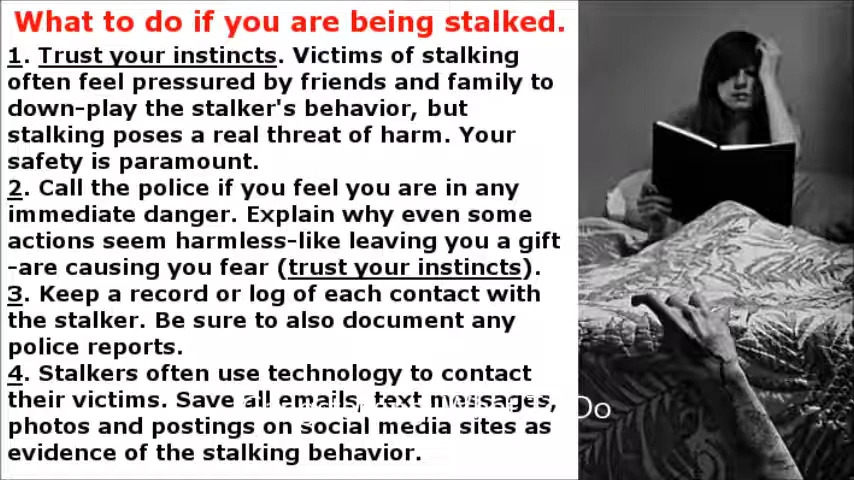 What to do if you are being stalked.
1. Trust your instincts. Victims of stalking
often feel pressured by friends and family to
down-play the stalker's behavior, but
stalking poses a real threat of harm. Your
safety is paramount.
2. Call the police if you feel you are in any
immediate danger. Explain why even some
actions seem harmless-like leaving you a gift
-are causing you fear (trust your instincts).
3. Keep a record or log of each contact with
the stalker. Be sure to also document any
police reports.
4. Stalkers often use technology to contact
their victims. Save all emails, text messages,
photos and postings on social media sites as
evidence of the stalking behavior.
What To Do